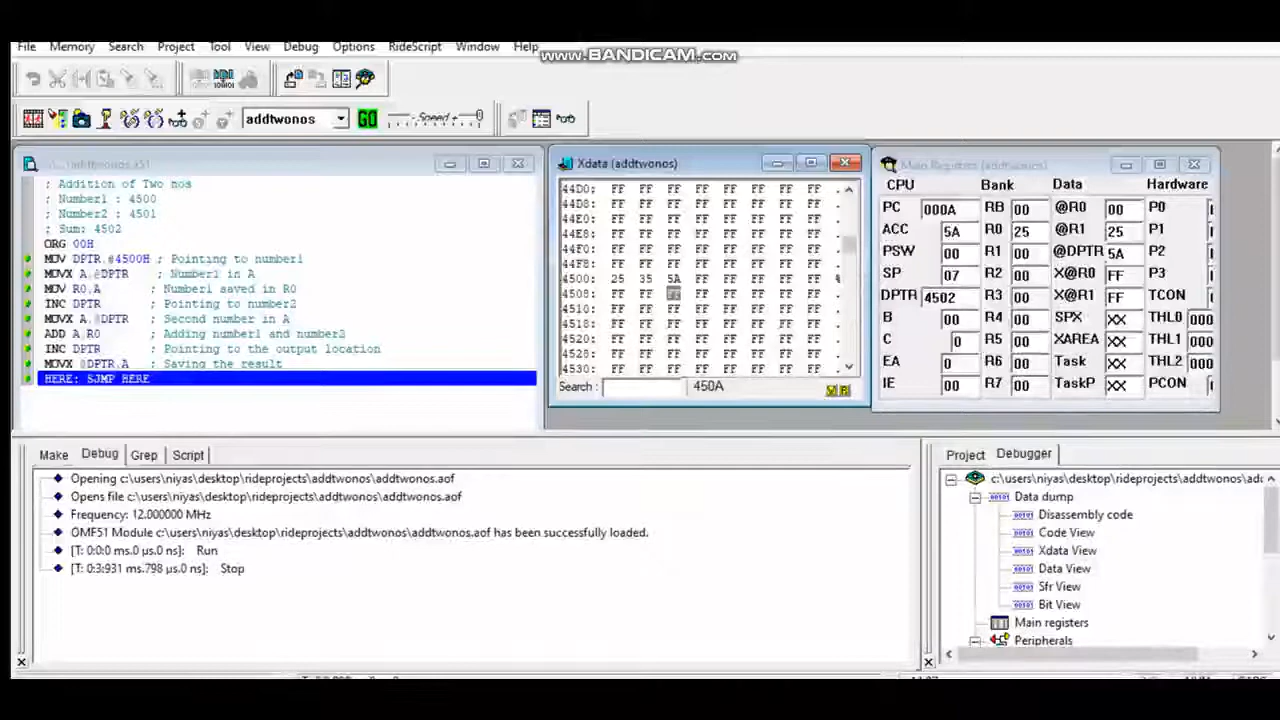 www.BANDICAM.com
File Memory Search Project Tool View Debug Options RideScript Window Help
addtwonos GO Speed
addtwonos.a51
; Addition of Two nos
; Number1 : 4500
; Number2 : 4501
; Sum: 4502
ORG 00H
MOV DPTR,#4500H ; Pointing to number1
MOVX A,@DPTR ; Number1 in A
MOV R0,A ; Number1 saved in R0
INC DPTR ; Pointing to number2
MOVX A,@DPTR ; Second number in A
ADD A,R0 ; Adding number1 and number2
INC DPTR ; Pointing to the output location
MOVX @DPTR,A ; Saving the result
HERE: SJMP HERE
Xdata (addtwonos)
44D0: FF FF FF FF FF FF FF .
44D8: FF FF FF FF FF FF FF .
44E0: FF FF FF FF FF FF FF .
44E8: FF FF FF FF FF FF FF .
44F0: FF FF FF FF FF FF FF .
44F8: FF FF FF FF FF FF FF .
4500: 25 35 5A FF FF FF FF %
4508: FF FF FF FF FF FF FF .
4510: FF FF FF FF FF FF FF .
4518: FF FF FF FF FF FF FF .
4520: FF FF FF FF FF FF FF .
4528: FF FF FF FF FF FF FF .
4530: FF FF FF FF FF FF FF .
Search : 450A
Main Registers (addtwonos)
CPU Bank Data Hardware
PC 000A RB 00 @R0 00 P0
ACC 5A R0 25 @R1 25 P1
PSW 00 R1 00 @DPTR 5A P2
SP 07 R2 00 X@R0 FF P3
DPTR 4502 R3 00 X@R1 FF TCON
B 00 R4 00 SPX XX THL0 000
C 0 R5 00 XAREA XX THL1 000
EA 0 R6 00 Task XX THL2 000
IE 00 R7 00 TaskP XX PCON
Make Debug Grep Script
Opening c:\users\niyas\desktop\rideprojects\addtwonos\addtwonos.aof
Opens file c:\users\niyas\desktop\rideprojects\addtwonos\addtwonos.aof
Frequency: 12.000000 MHz
OMF51 Module c:\users\niyas\desktop\rideprojects\addtwonos\addtwonos.aof has been successfully loaded.
[T: 0:0:0 ms.0 µs.0 ns]: Run
[T: 0:3:931 ms.798 µs.0 ns]: Stop
Project Debugger
c:\users\niyas\desktop\rideprojects\addtwonos\
Data dump
Disassembly code
Code View
Xdata View
Data View
Sfr View
Bit View
Main registers
Peripherals